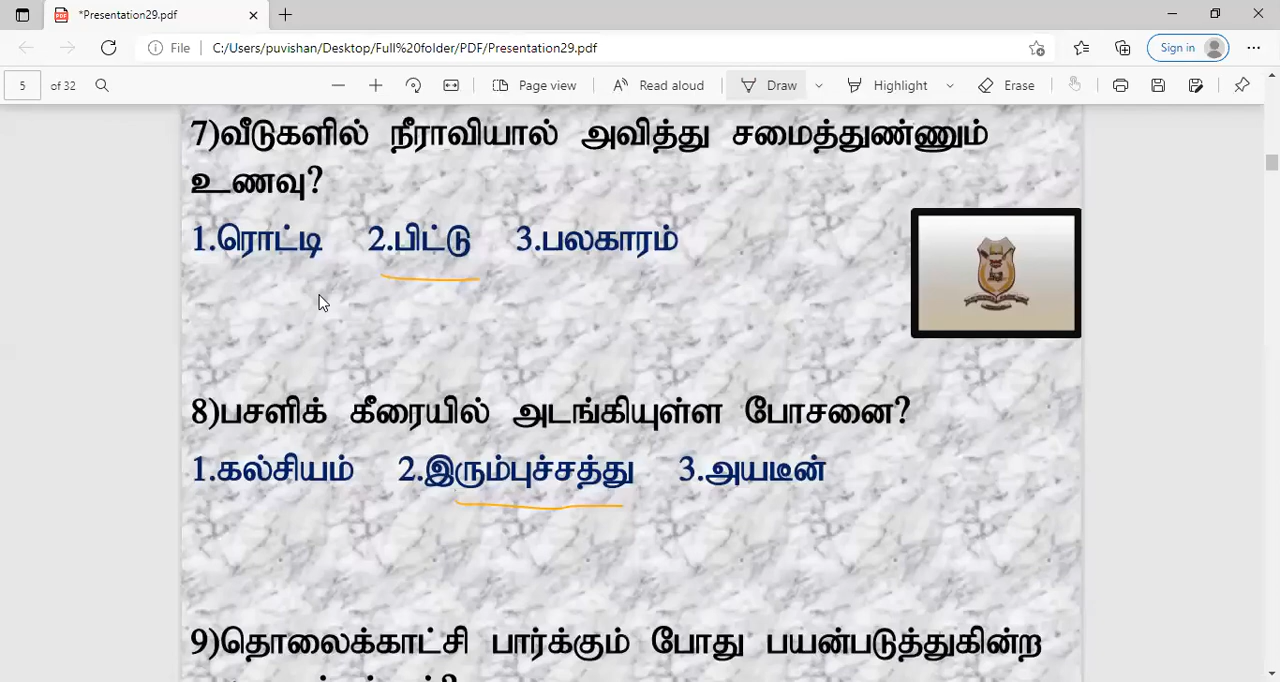 *Presentation29.pdf
File C:/Users/puvishan/Desktop/Full%20folder/PDF/Presentation29.pdf Sign in
5 of 32 Page view Read aloud Draw Highlight Erase
7)வீடுகளில் நீராவியால் அவித்து சமைத்துண்ணும்
உணவு?
1.ரொட்டி 2.பிட்டு 3.பலகாரம்
8)பசளிக் கீரையில் அடங்கியுள்ள போசனை?
1.கல்சியம் 2.இரும்புச்சத்து 3.அயடீன்
9)தொலைக்காட்சி பார்க்கும் போது பயன்படுத்துகின்ற